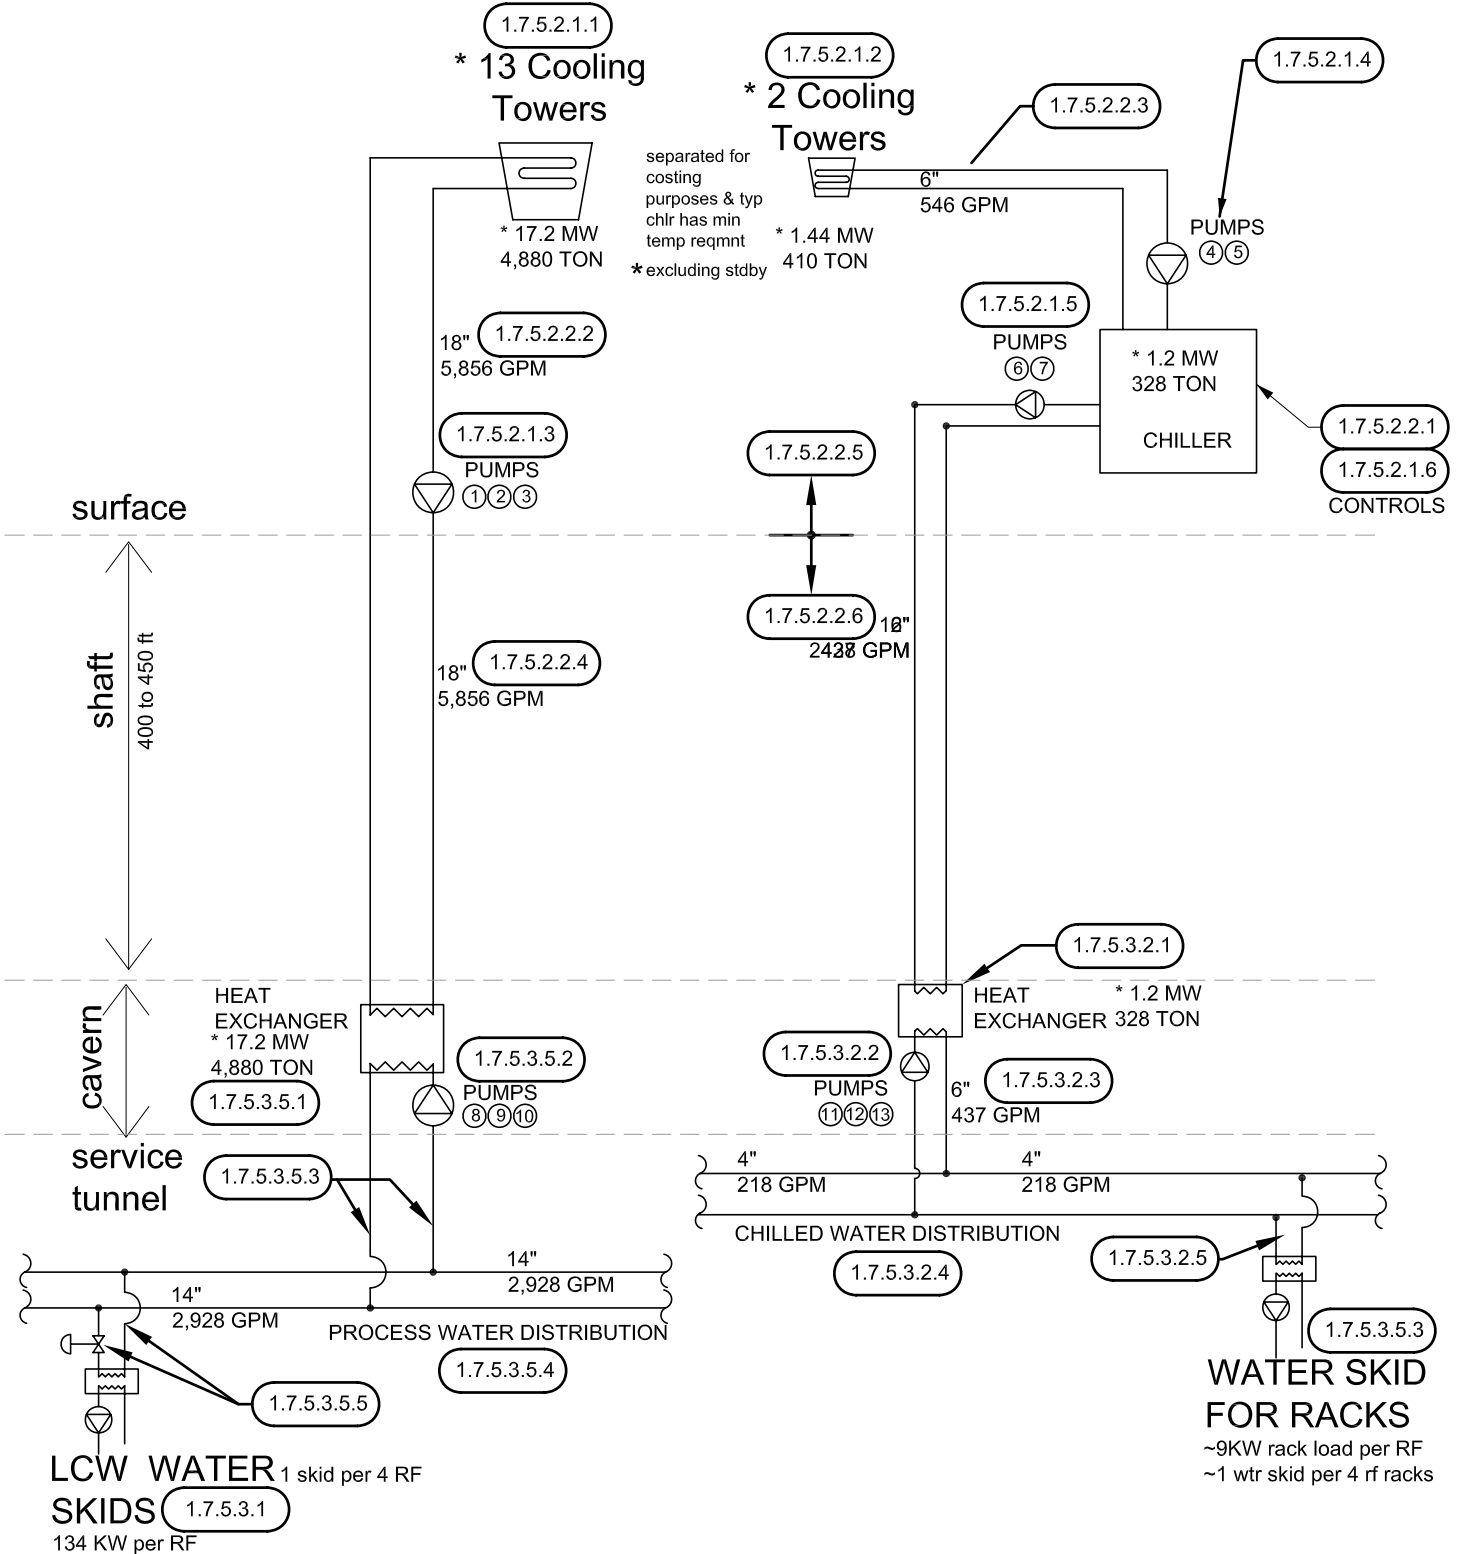 1.7.5.2.1.1
* 13 Cooling
Towers
* 17.2 MW
4,880 TON
separated for
costing
purposes & typ
chlr has min
temp reqmnt
* excluding stdby
1.7.5.2.1.2
* 2 Cooling
Towers
* 1.44 MW
410 TON
1.7.5.2.2.3
6"
546 GPM
1.7.5.2.1.4
PUMPS
4 5
1.7.5.2.1.5
PUMPS
6 7
* 1.2 MW
328 TON
CHILLER
1.7.5.2.2.1
1.7.5.2.1.6
CONTROLS
18"
1.7.5.2.2.2
5,856 GPM
1.7.5.2.1.3
PUMPS
1 2 3
1.7.5.2.2.5
surface
1.7.5.2.2.6
GPM
shaft
400 to 450 ft
18"
1.7.5.2.2.4
5,856 GPM
cavern
HEAT
EXCHANGER
* 17.2 MW
4,880 TON
1.7.5.3.5.1
1.7.5.3.5.2
PUMPS
8 9 10
1.7.5.3.2.1
HEAT
EXCHANGER
* 1.2 MW
328 TON
1.7.5.3.2.2
PUMPS
11 12 13
1.7.5.3.2.3
6"
437 GPM
service
tunnel
1.7.5.3.5.3
4"
218 GPM
4"
218 GPM
CHILLED WATER DISTRIBUTION
1.7.5.3.2.4
1.7.5.3.2.5
14"
2,928 GPM
14"
2,928 GPM
PROCESS WATER DISTRIBUTION
1.7.5.3.5.4
1.7.5.3.5.5
LCW WATER 1 skid per 4 RF
SKIDS 1.7.5.3.1
134 KW per RF
1.7.5.3.5.3
WATER SKID
FOR RACKS
~9KW rack load per RF
~1 wtr skid per 4 rf racks